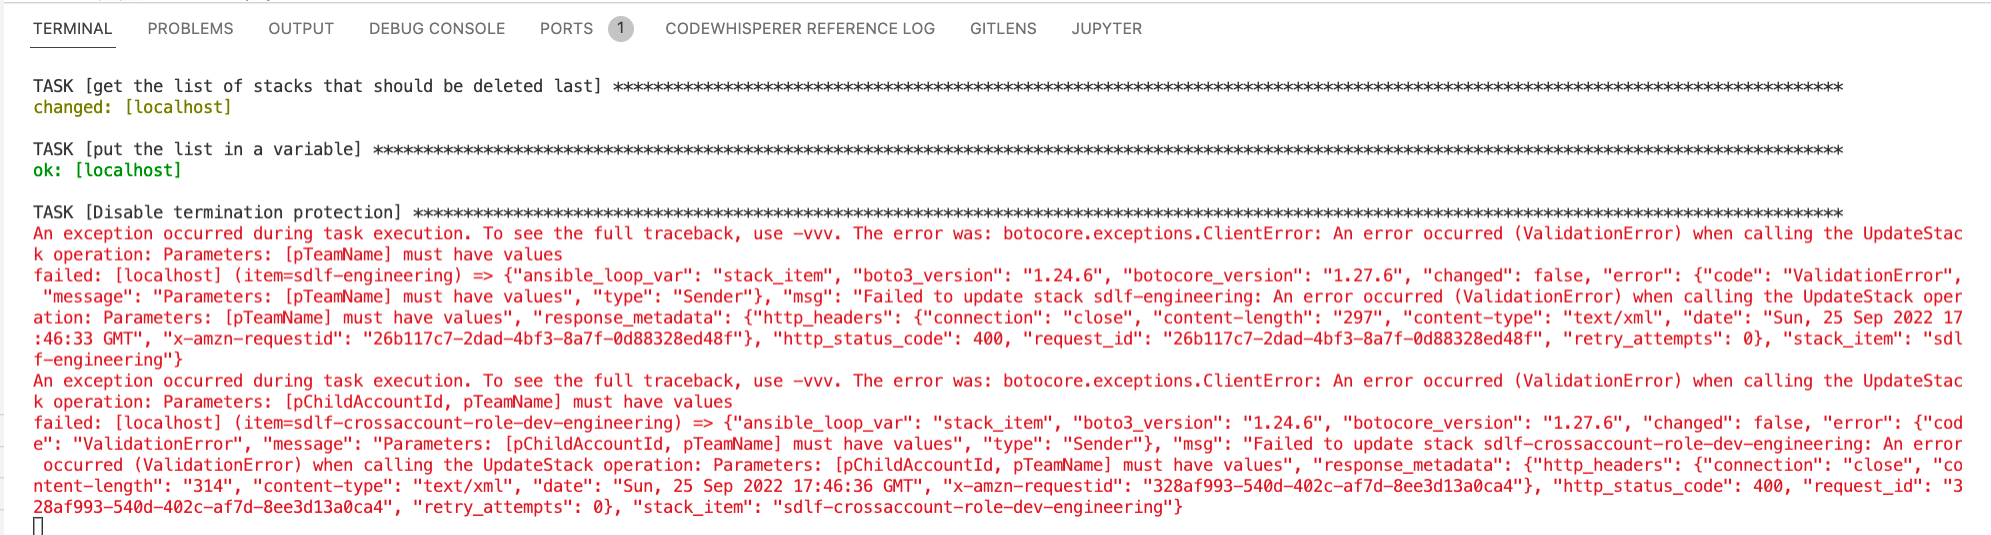 TERMINAL PROBLEMS OUTPUT DEBUG CONSOLE PORTS 1 CODEWHISPERER REFERENCE LOG GITLENS JUPYTER
TASK [get the list of stacks that should be deleted last] ***************************************************************************************************************************
changed: [localhost]
TASK [put the list in a variable] ***************************************************************************************************************************************************
ok: [localhost]
TASK [Disable termination protection] ***********************************************************************************************************************************************
An exception occurred during task execution. To see the full traceback, use -vvv. The error was: botocore.exceptions.ClientError: An error occurred (ValidationError) when calling the UpdateStac
k operation: Parameters: [pTeamName] must have values
failed: [localhost] (item=sdlf-engineering) => {"ansible_loop_var": "stack_item", "boto3_version": "1.24.6", "botocore_version": "1.27.6", "changed": false, "error": {"code": "ValidationError",
"message": "Parameters: [pTeamName] must have values", "type": "Sender"}, "msg": "Failed to update stack sdlf-engineering: An error occurred (ValidationError) when calling the UpdateStack oper
ation: Parameters: [pTeamName] must have values", "response_metadata": {"http_headers": {"connection": "close", "content-length": "297", "content-type": "text/xml", "date": "Sun, 25 Sep 2022 17
:46:33 GMT", "x-amzn-requestid": "26b117c7-2dad-4bf3-8a7f-0d88328ed48f"}, "http_status_code": 400, "request_id": "26b117c7-2dad-4bf3-8a7f-0d88328ed48f", "retry_attempts": 0}, "stack_item": "sdl
f-engineering"}
An exception occurred during task execution. To see the full traceback, use -vvv. The error was: botocore.exceptions.ClientError: An error occurred (ValidationError) when calling the UpdateStac
k operation: Parameters: [pChildAccountId, pTeamName] must have values
failed: [localhost] (item=sdlf-crossaccount-role-dev-engineering) => {"ansible_loop_var": "stack_item", "boto3_version": "1.24.6", "botocore_version": "1.27.6", "changed": false, "error": {"cod
e": "ValidationError", "message": "Parameters: [pChildAccountId, pTeamName] must have values", "type": "Sender"}, "msg": "Failed to update stack sdlf-crossaccount-role-dev-engineering: An error
occurred (ValidationError) when calling the UpdateStack operation: Parameters: [pChildAccountId, pTeamName] must have values", "response_metadata": {"http_headers": {"connection": "close", "co
ntent-length": "314", "content-type": "text/xml", "date": "Sun, 25 Sep 2022 17:46:36 GMT", "x-amzn-requestid": "328af993-540d-402c-af7d-8ee3d13a0ca4"}, "http_status_code": 400, "request_id": "3
28af993-540d-402c-af7d-8ee3d13a0ca4", "retry_attempts": 0}, "stack_item": "sdlf-crossaccount-role-dev-engineering"}